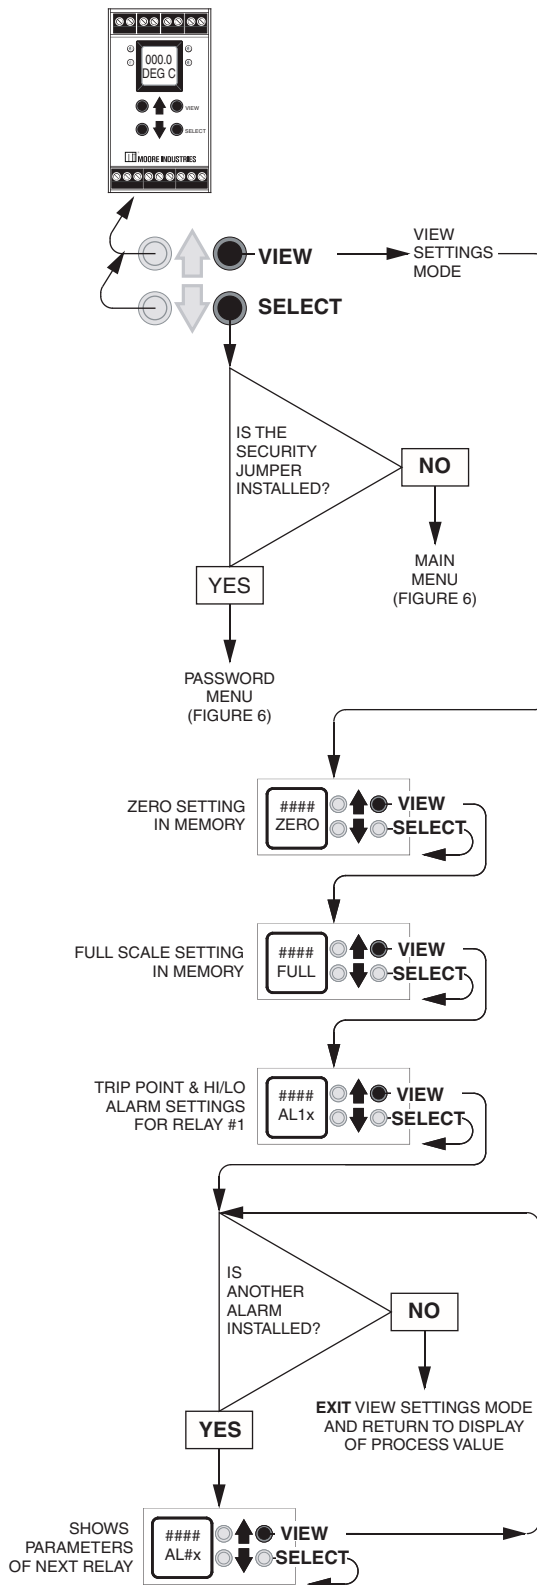 000.0
DEG C
VIEW
SELECT
MOORE INDUSTRIES
VIEW
SELECT
VIEW
SETTINGS
MODE
IS THE
SECURITY
JUMPER
INSTALLED?
NO
YES
MAIN
MENU
(FIGURE 6)
PASSWORD
MENU
(FIGURE 6)
ZERO SETTING
IN MEMORY
####
ZERO
VIEW
SELECT
FULL SCALE SETTING
IN MEMORY
####
FULL
VIEW
SELECT
TRIP POINT & HI/LO
ALARM SETTINGS
FOR RELAY #1
####
AL1x
VIEW
SELECT
IS
ANOTHER
ALARM
INSTALLED?
NO
YES
EXIT VIEW SETTINGS MODE
AND RETURN TO DISPLAY
OF PROCESS VALUE
SHOWS
PARAMETERS
OF NEXT RELAY
####
AL#x
VIEW
SELECT